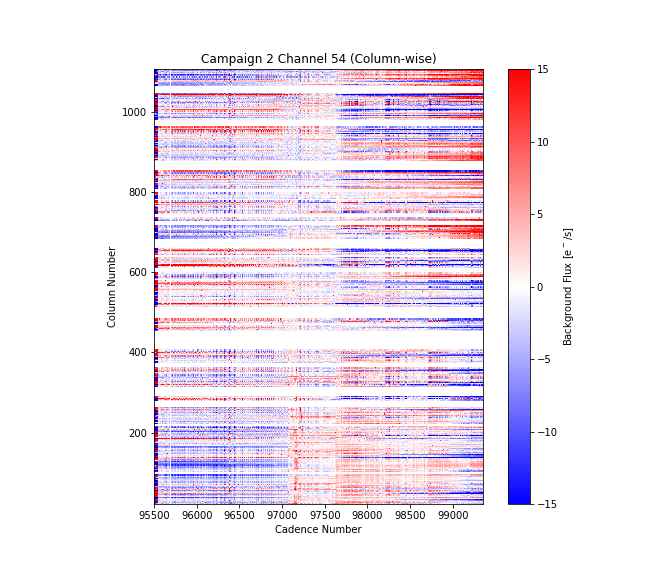 Campaign 2 Channel 54 (Column-wise)
1000
800
600
400
200
Column Number
95500 96000 96500 97000 97500 98000 98500 99000
Cadence Number
15
10
5
0
−5
−10
−15
Background Flux [e⁻/s]